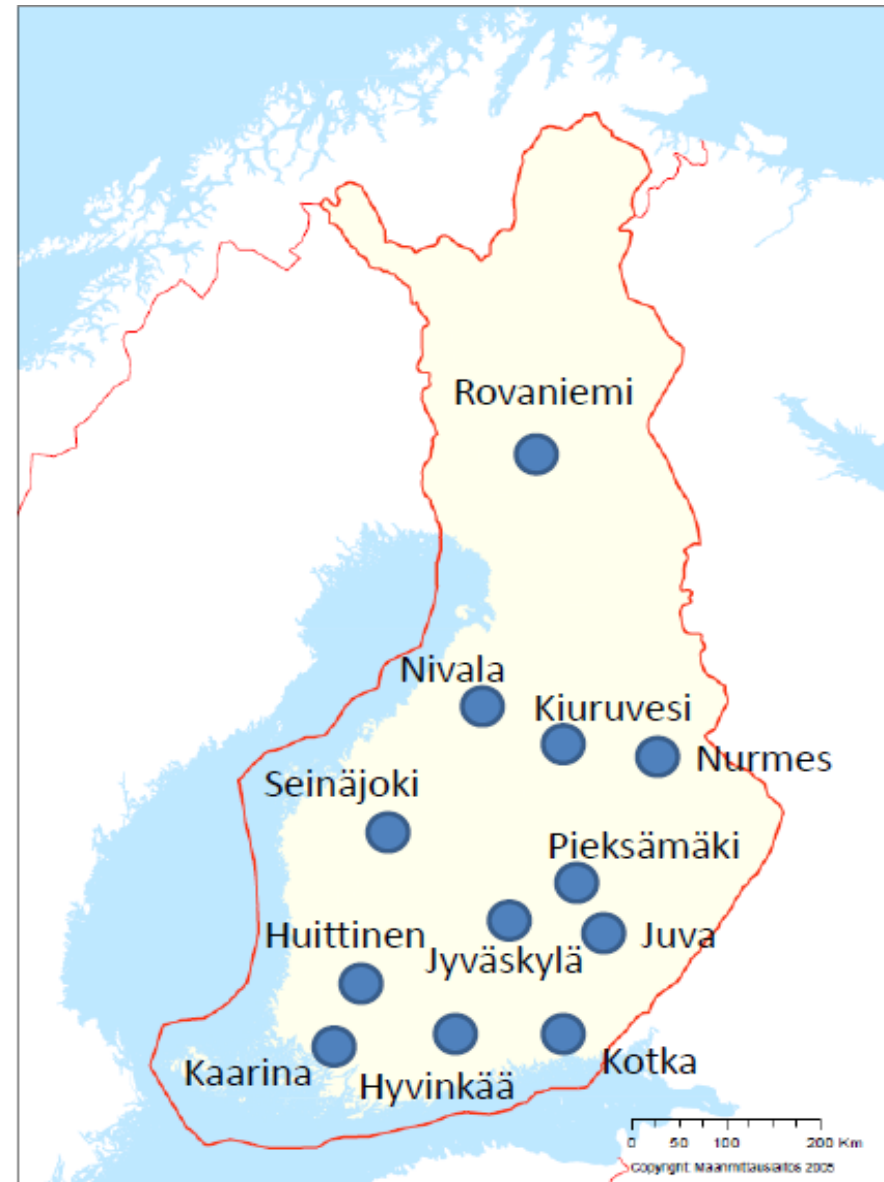 Rovaniemi
Nivala
Kiuruvesi
Nurmes
Seinäjoki
Pieksämäki
Huittinen
Jyväskylä
Juva
Kaarina
Hyvinkää
Kotka
0 50 100 200 Km
Copyright Maanmittauslaitos 2005